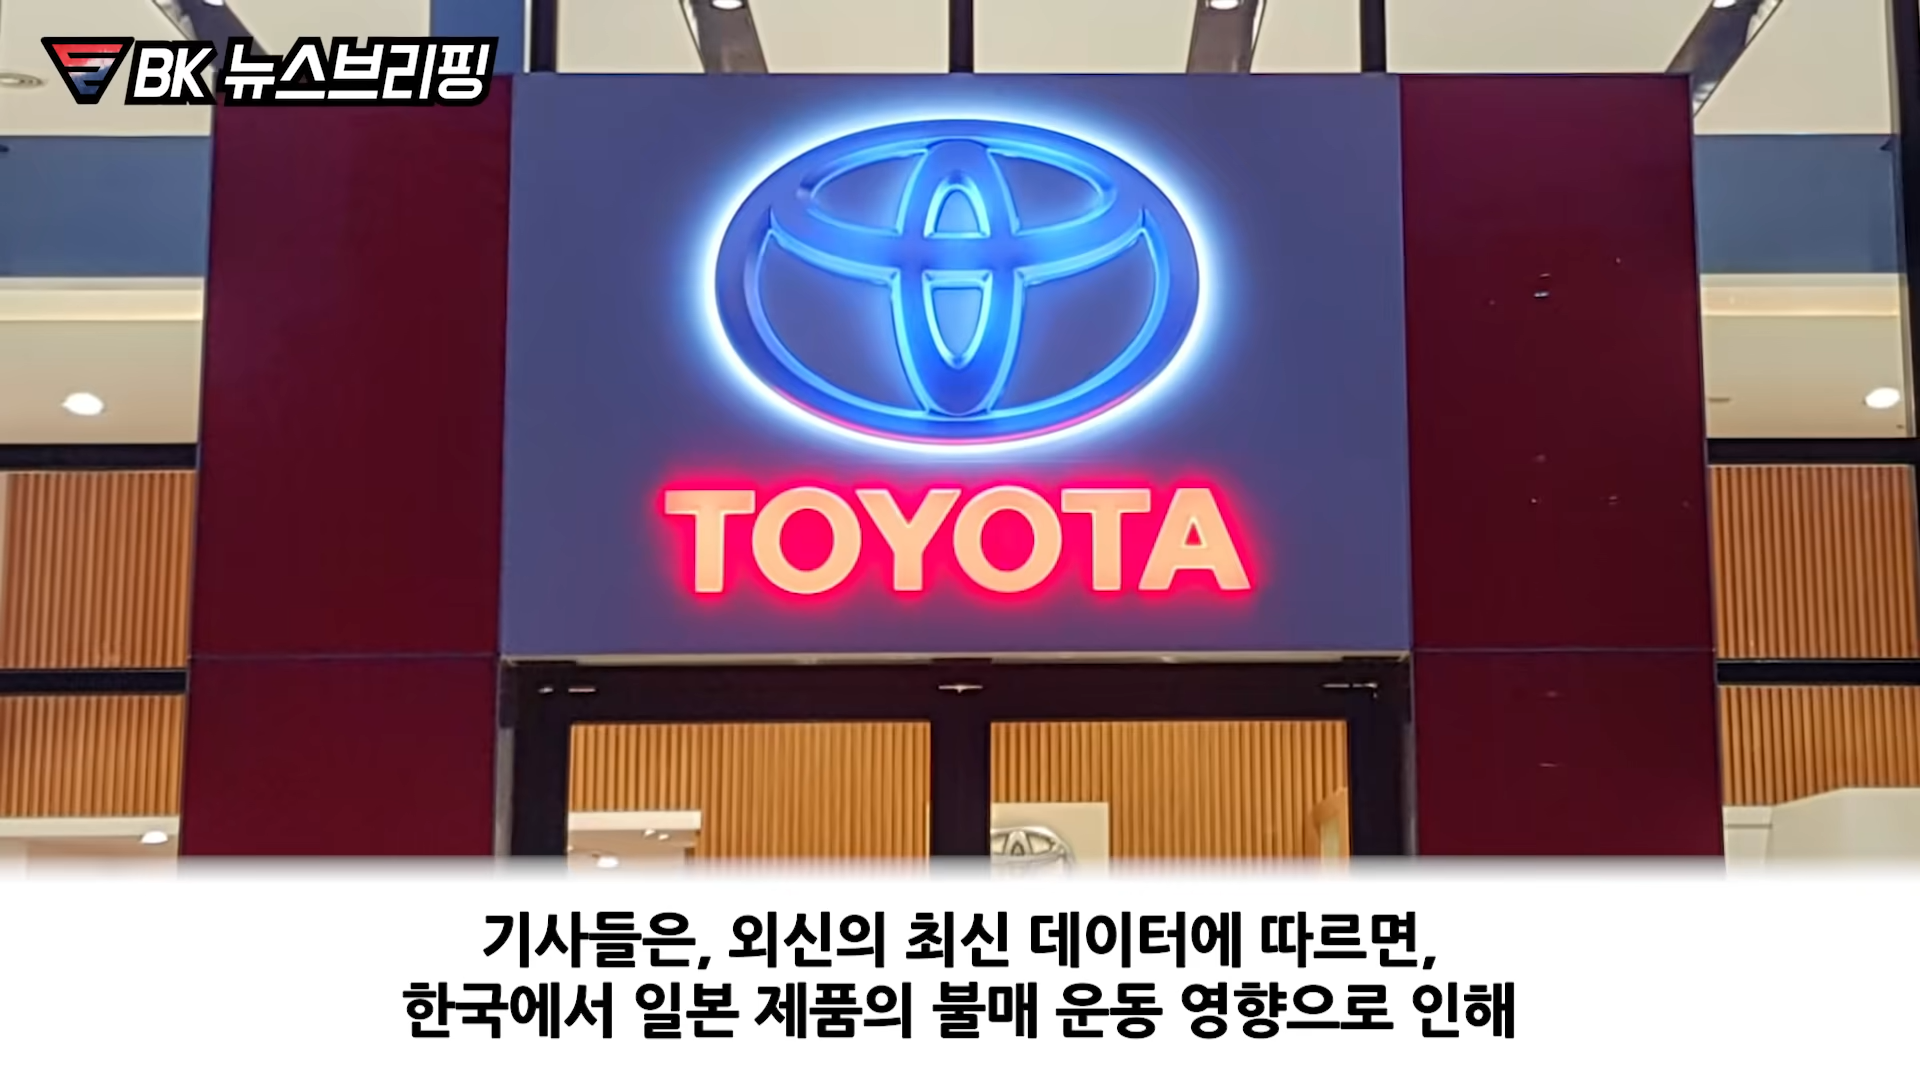 BK 뉴스브리핑
TOYOTA
기사들은, 외신의 최신 데이터에 따르면,
한국에서 일본 제품의 불매 운동 영향으로 인해